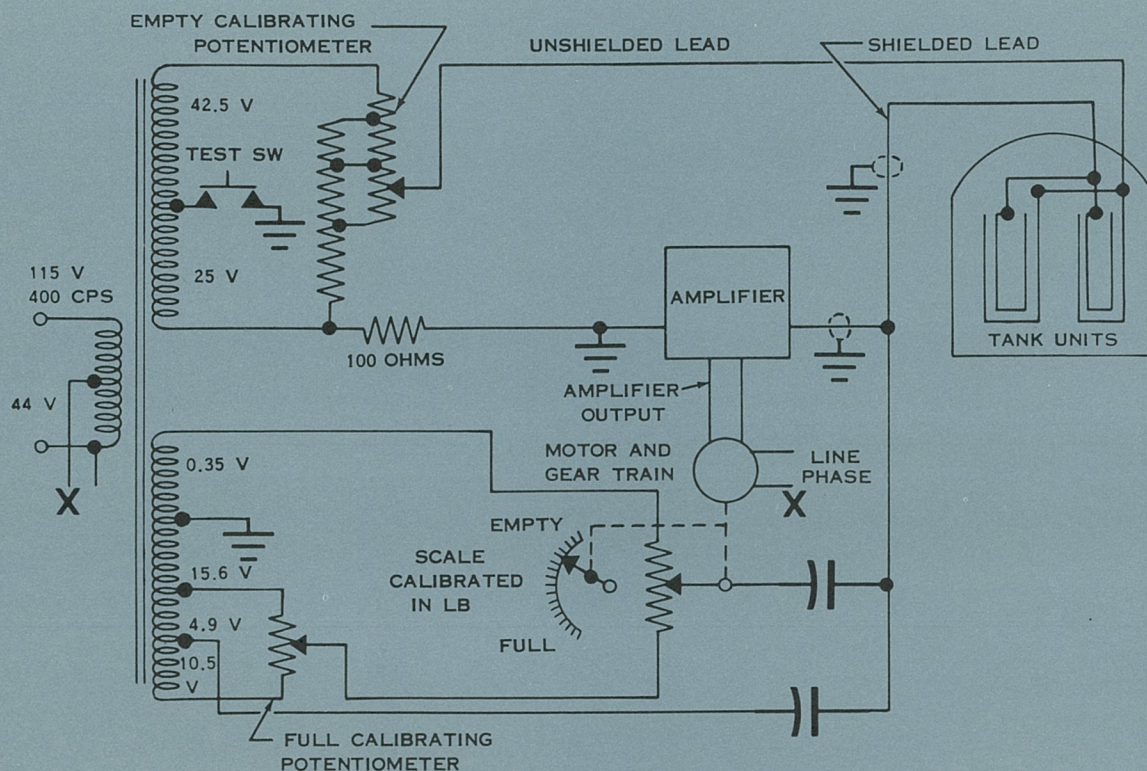 EMPTY CALIBRATING
POTENTIOMETER
UNSHIELDED LEAD
SHIELDED LEAD
42.5 V
TEST SW
25 V
115 V
400 CPS
44 V
X
100 OHMS
AMPLIFIER
TANK UNITS
AMPLIFIER
OUTPUT
MOTOR AND
GEAR TRAIN
LINE
PHASE
X
0.35 V
EMPTY
SCALE
CALIBRATED
IN LB
FULL
15.6 V
4.9 V
10.5
V
FULL CALIBRATING
POTENTIOMETER